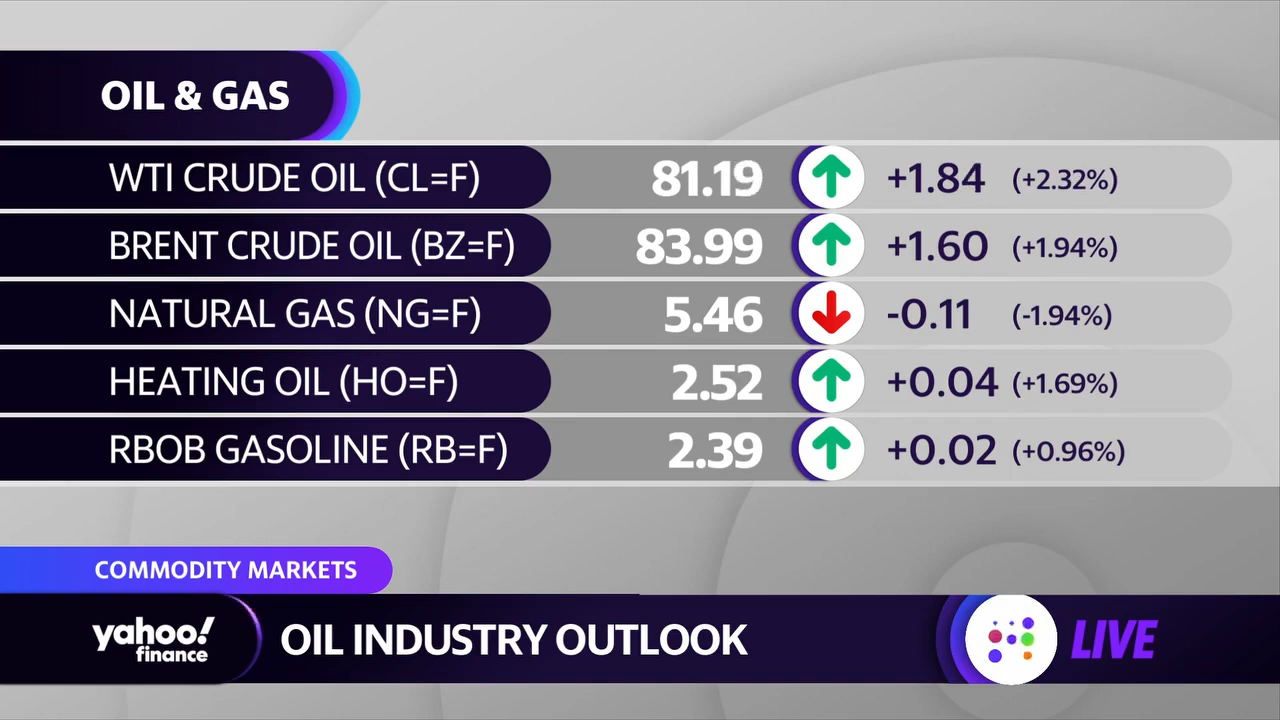 OIL & GAS
WTI CRUDE OIL (CL=F) 81.19 +1.84 (+2.32%)
BRENT CRUDE OIL (BZ=F) 83.99 +1.60 (+1.94%)
NATURAL GAS (NG=F) 5.46 -0.11 (-1.94%)
HEATING OIL (HO=F) 2.52 +0.04 (+1.69%)
RBOB GASOLINE (RB=F) 2.39 +0.02 (+0.96%)
COMMODITY MARKETS
yahoo!
finance
OIL INDUSTRY OUTLOOK
LIVE